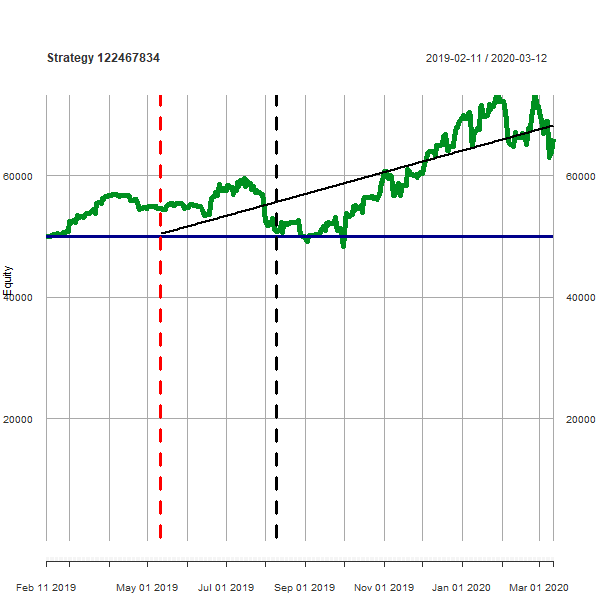 Strategy 122467834
2019-02-11 / 2020-03-12
60000
60000
Equity
40000
40000
20000
20000
Feb 11 2019
May 01 2019
Jul 01 2019
Sep 01 2019
Nov 01 2019
Jan 01 2020
Mar 01 2020